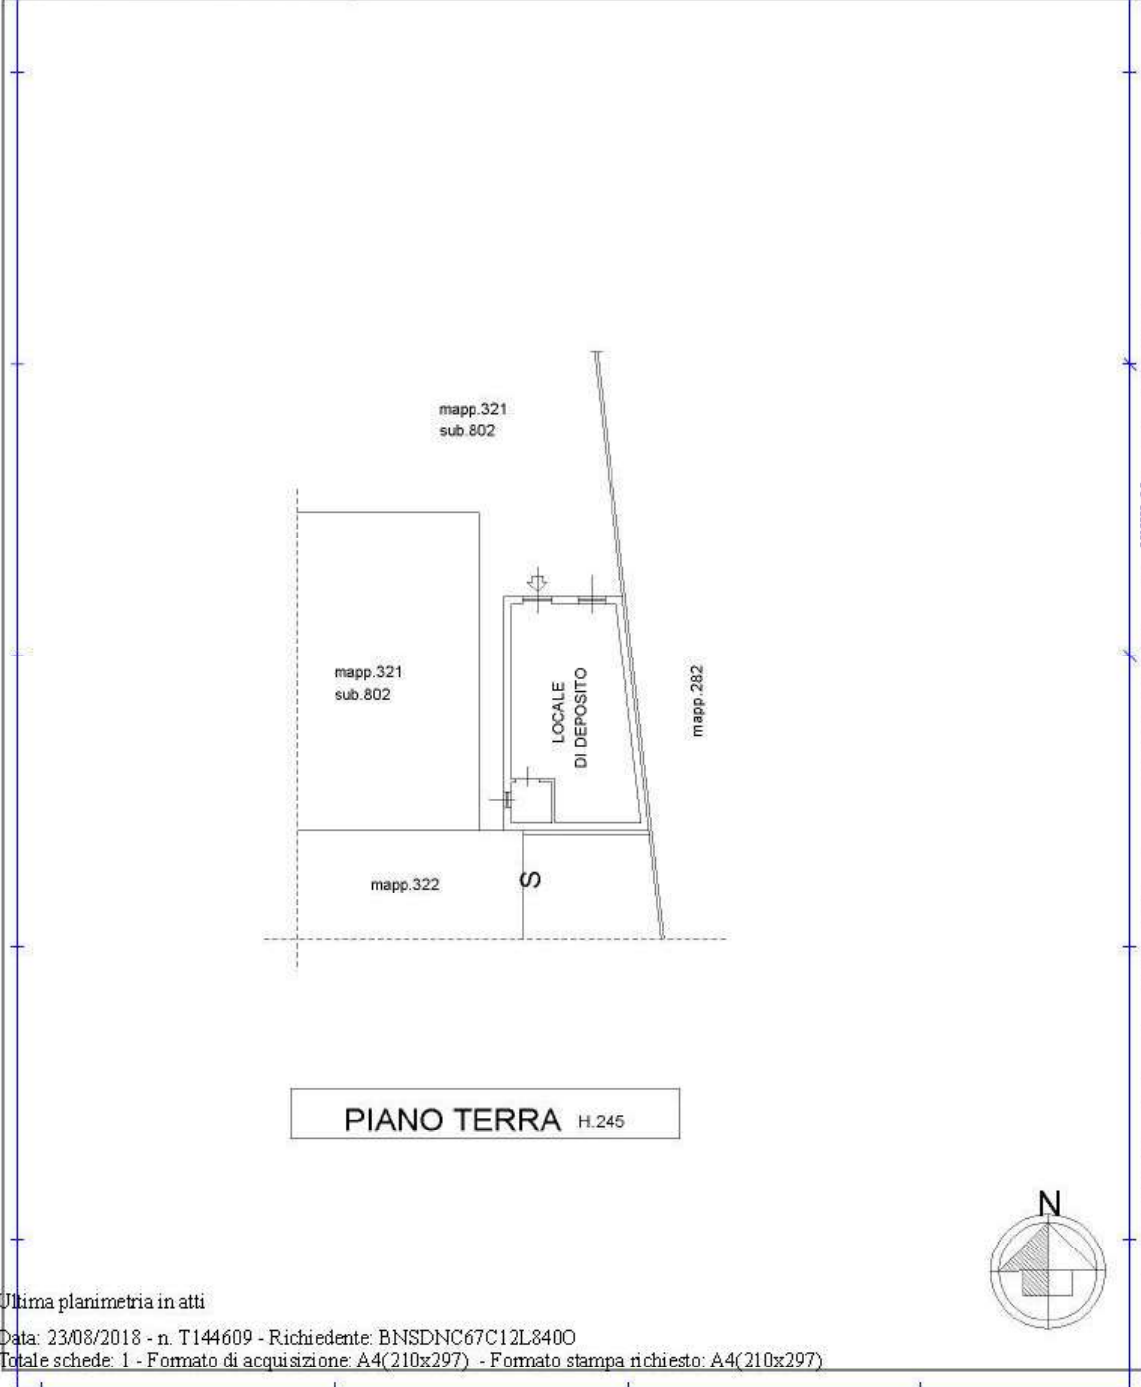 mapp.321
sub.802
mapp.321
sub.802
LOCALE
DI DEPOSITO
mapp.282
mapp.322
S
PIANO TERRA H.245
N
Ultima planimetria in atti
Data: 23/08/2018 - n. T144609 - Richiedente: BNSDNC67C12L840O
Totale schede: 1 - Formato di acquisizione: A4(210x297) - Formato stampa richiesto: A4(210x297)